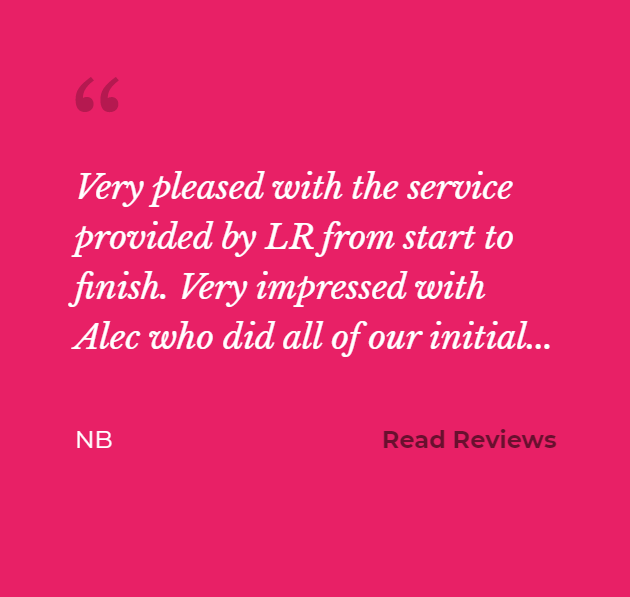 “
Very pleased with the service
provided by LR from start to
finish. Very impressed with
Alec who did all of our initial...
NB
Read Reviews